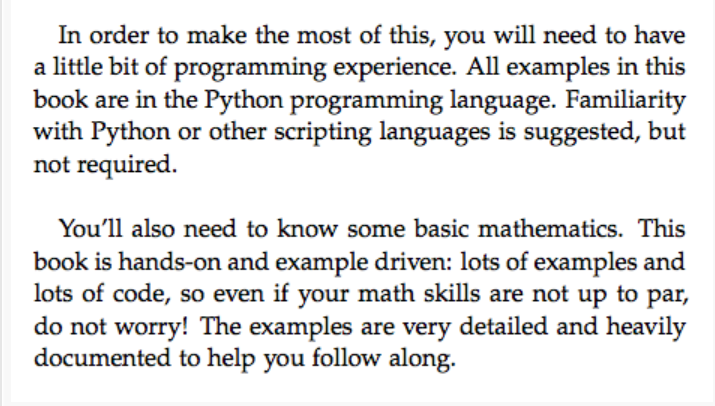 In order to make the most of this, you will need to have
a little bit of programming experience. All examples in this
book are in the Python programming language. Familiarity
with Python or other scripting languages is suggested, but
not required.
You'll also need to know some basic mathematics. This
book is hands-on and example driven: lots of examples and
lots of code, so even if your math skills are not up to par,
do not worry! The examples are very detailed and heavily
documented to help you follow along.